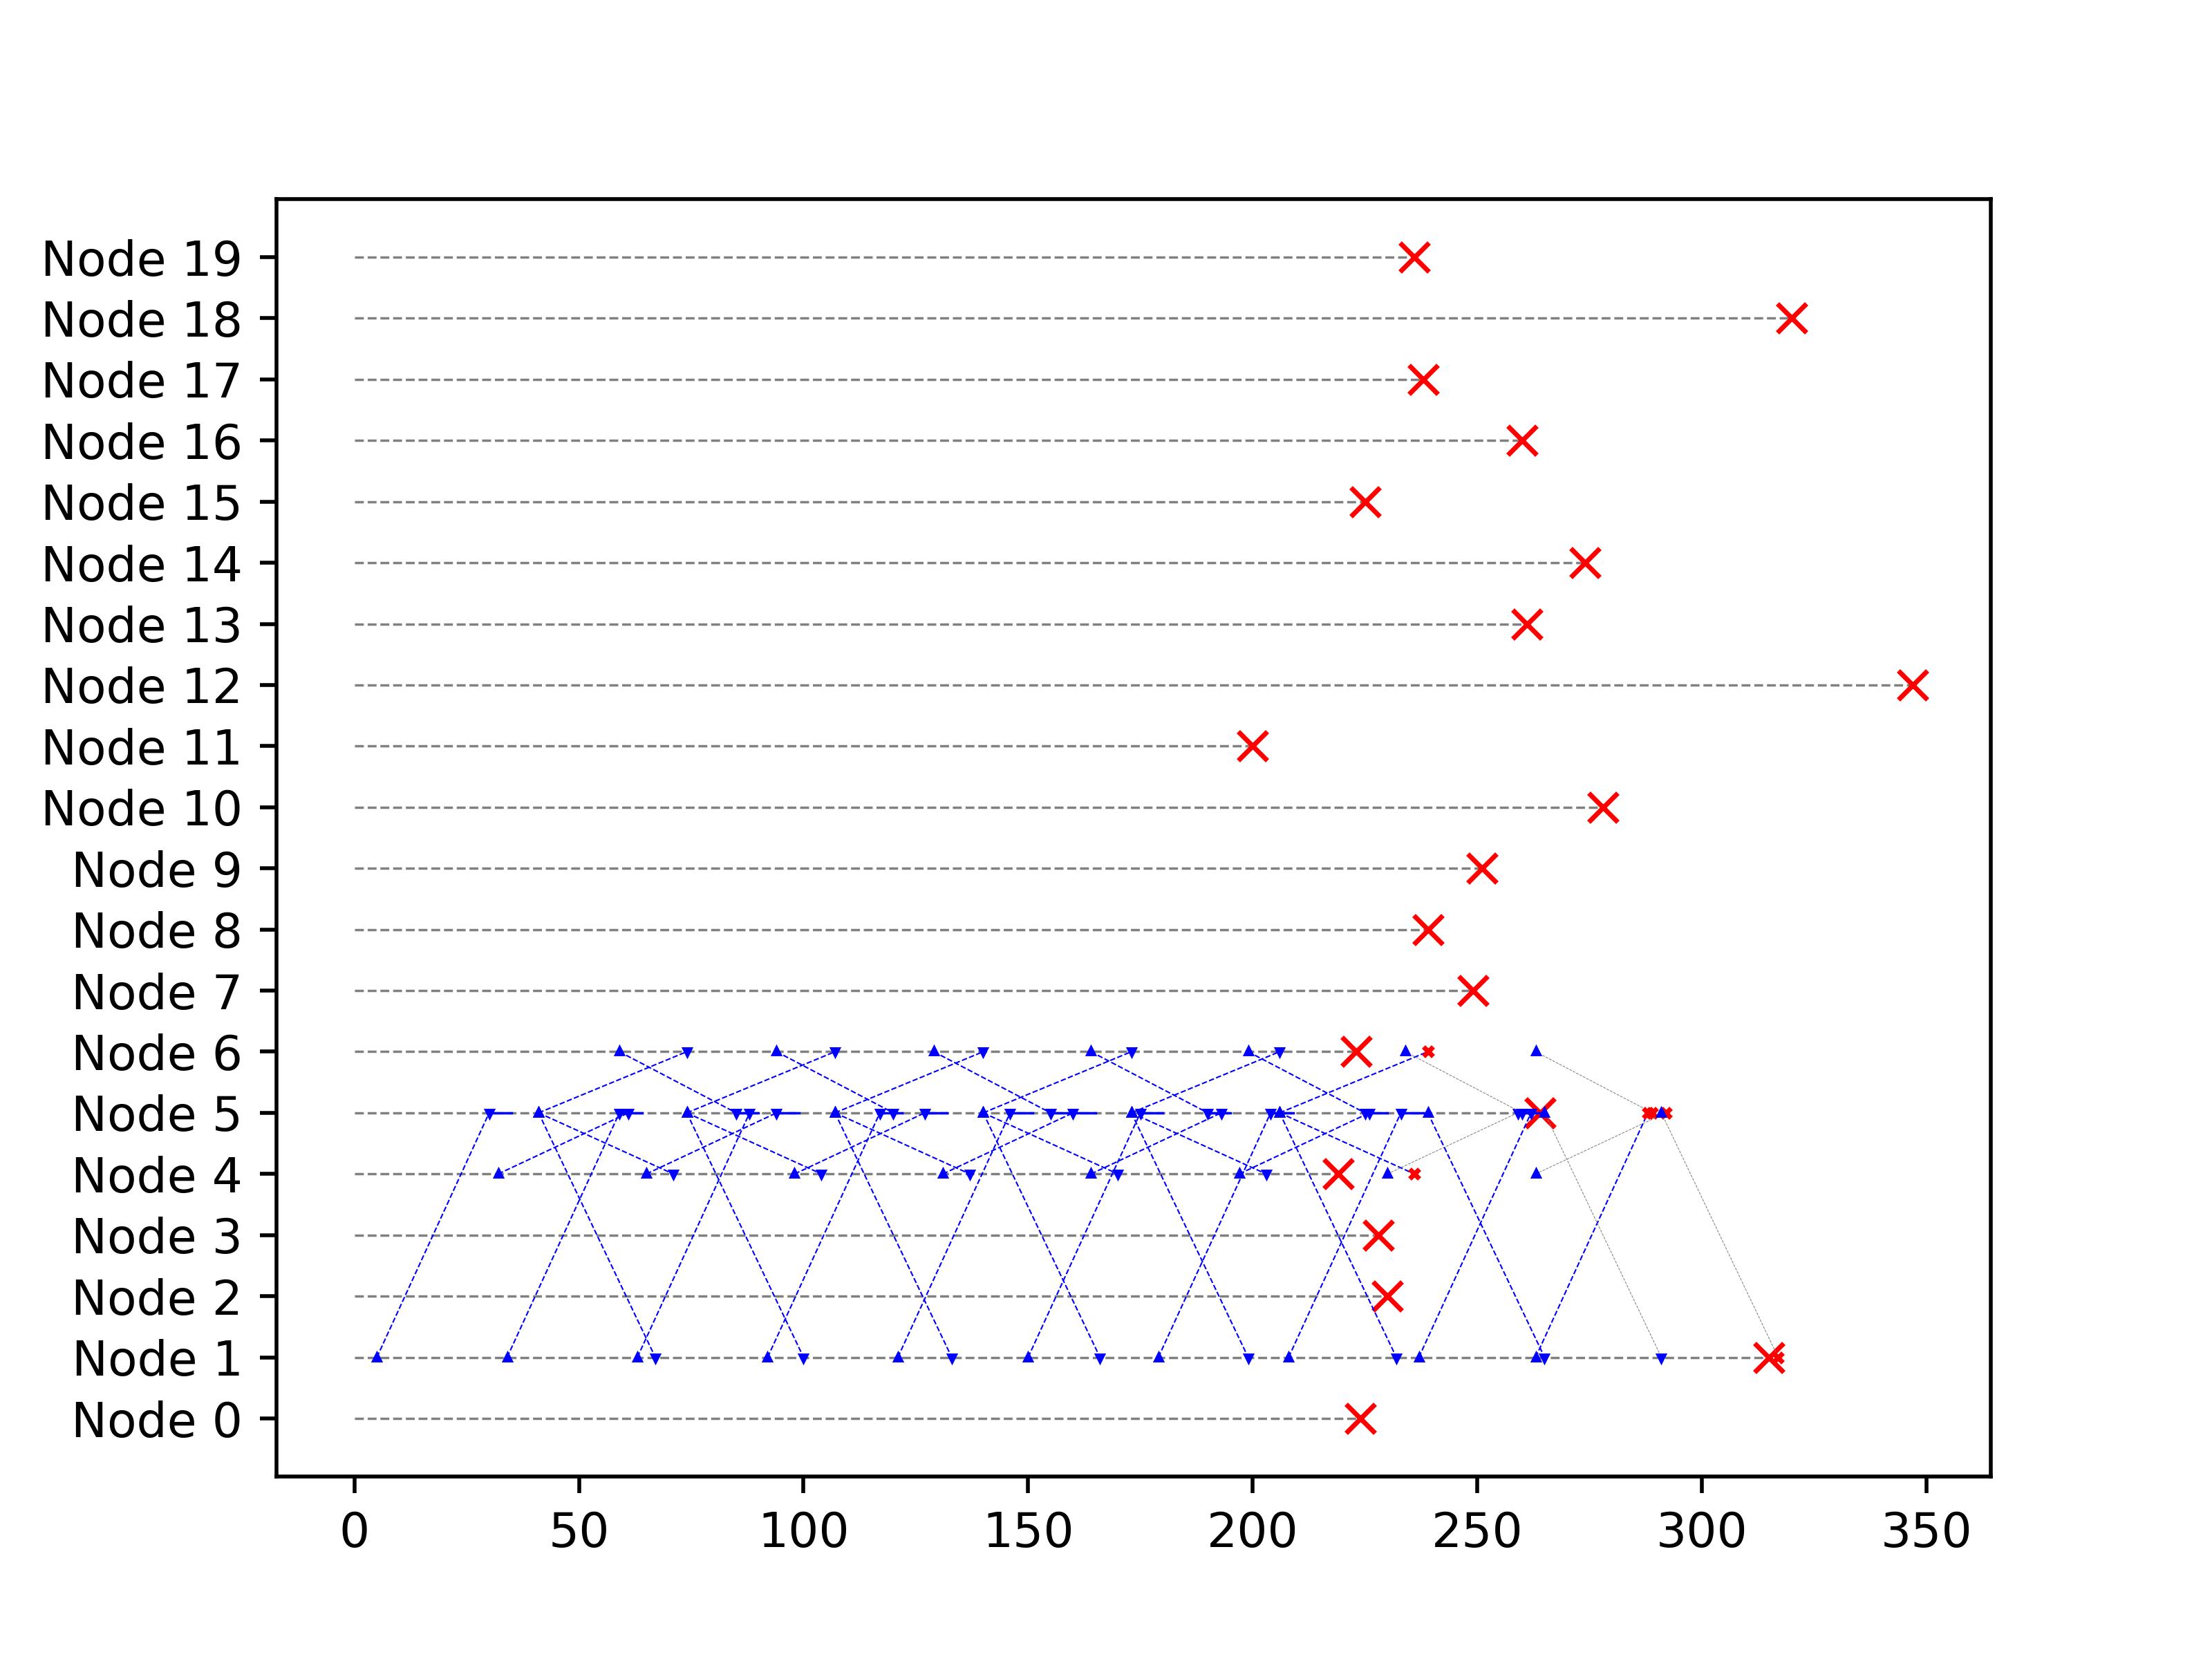 Node 19
Node 18
Node 17
Node 16
Node 15
Node 14
Node 13
Node 12
Node 11
Node 10
Node 9
Node 8
Node 7
Node 6
Node 5
Node 4
Node 3
Node 2
Node 1
Node 0
0 50 100 150 200 250 300 350